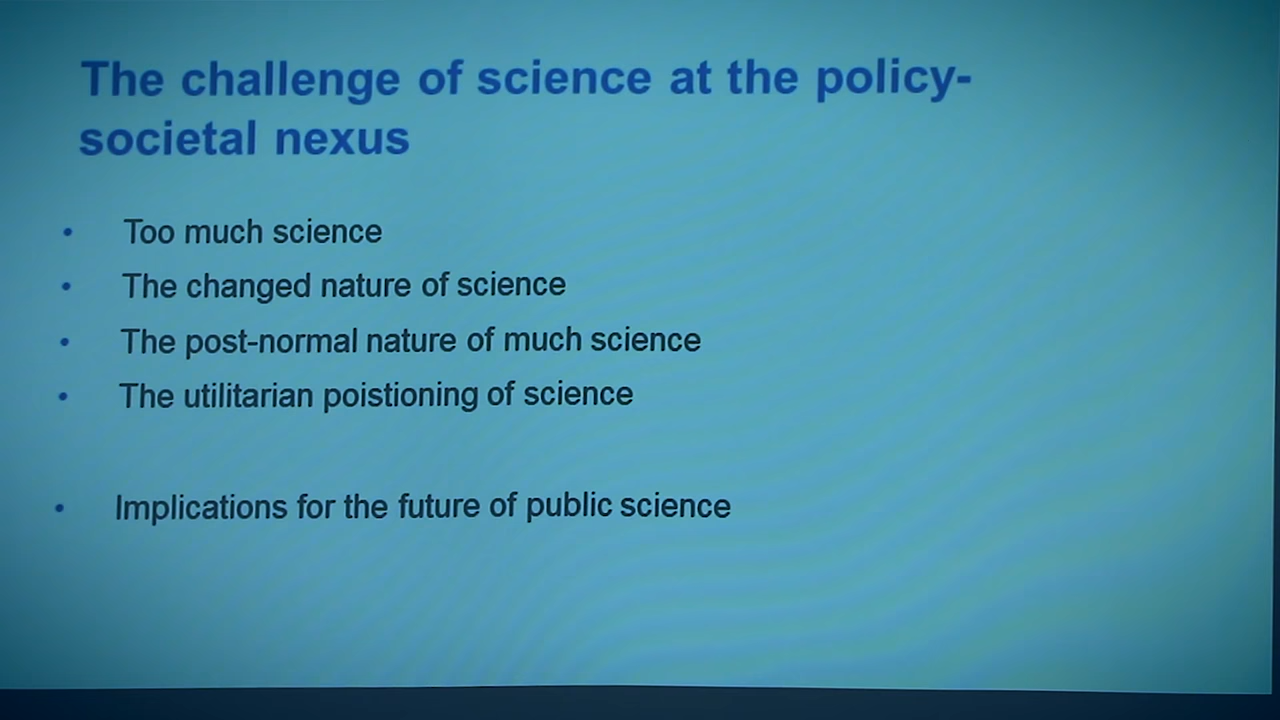 The challenge of science at the policy-
societal nexus
• Too much science
• The changed nature of science
• The post-normal nature of much science
• The utilitarian poistioning of science
• Implications for the future of public science